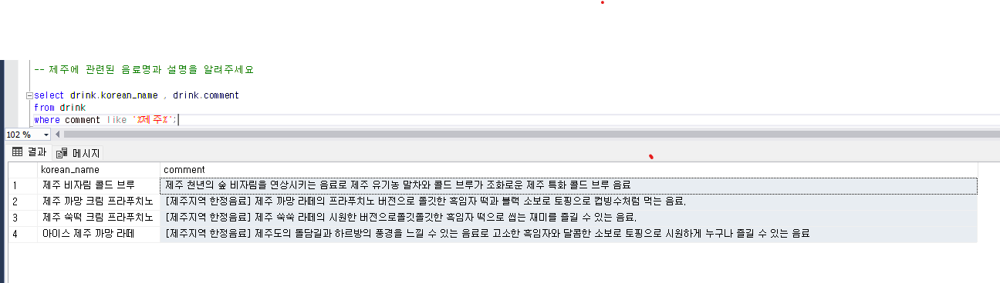 -- 제주에 관련된 음료명과 설명을 알려주세요
select drink.korean_name , drink.comment
from drink
where comment like '%제주%';
102 %
결과 메시지
korean_name comment
1 제주 비자림 콜드 브루 제주 천년의 숲 비자림을 연상시키는 음료로 제주 유기농 말차와 콜드 브루가 조화로운 제주 특화 콜드 브루 음료
2 제주 까망 크림 프라푸치노 [제주지역 한정음료] 제주 까망 라떼의 프라푸치노 버전으로 쫄깃한 흑임자 떡과 블랙 소보로 토핑으로 컵빙수처럼 먹는 음료.
3 제주 쑥떡 크림 프라푸치노 [제주지역 한정음료] 제주 쑥쑥 라떼의 시원한 버전으로쫄깃쫄깃한 흑임자 떡으로 씹는 재미를 즐길 수 있는 음료.
4 아이스 제주 까망 라떼 [제주지역 한정음료] 제주도의 돌담길과 하르방의 풍경을 느낄 수 있는 음료로 고소한 흑임자와 달콤한 소보로 토핑으로 시원하게 누구나 즐길 수 있는 음료